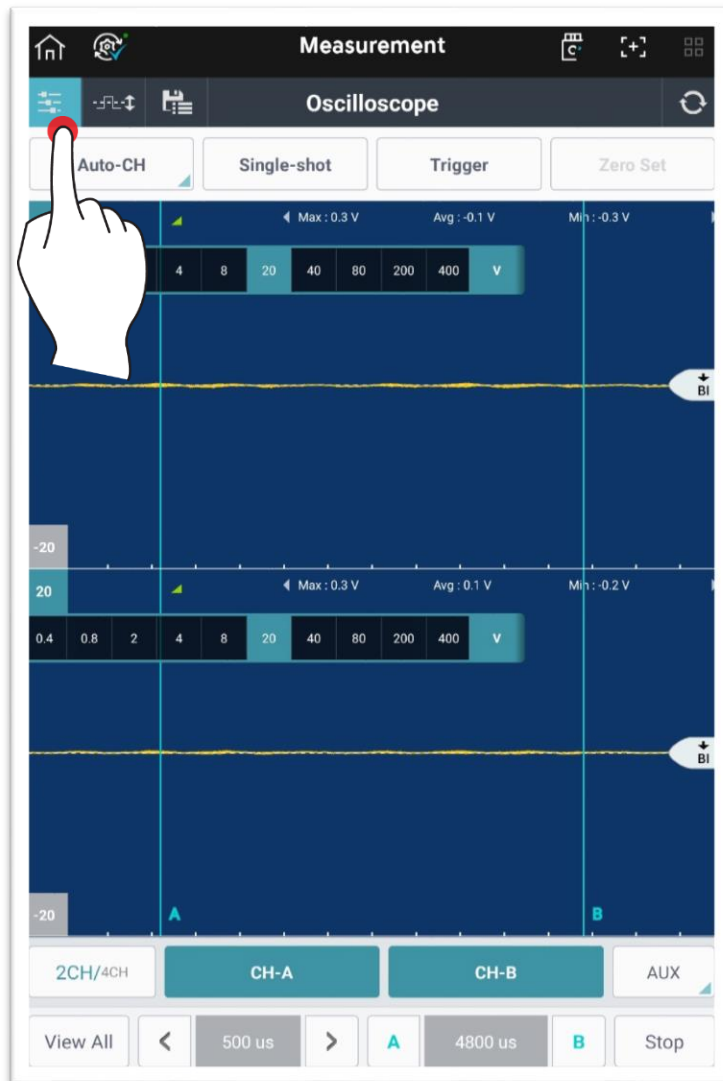 Measurement
Oscilloscope
Auto-CH Single-shot Trigger Zero Set
Max : 0.3 V Avg : -0.1 V Min : -0.3 V
4 8 20 40 80 200 400 V
BI
-20
20 Max : 0.3 V Avg : 0.1 V Min : -0.2 V
0.4 0.8 2 4 8 20 40 80 200 400 V
BI
-20 A B
2CH/4CH CH-A CH-B AUX
View All < 500 us > A 4800 us B Stop